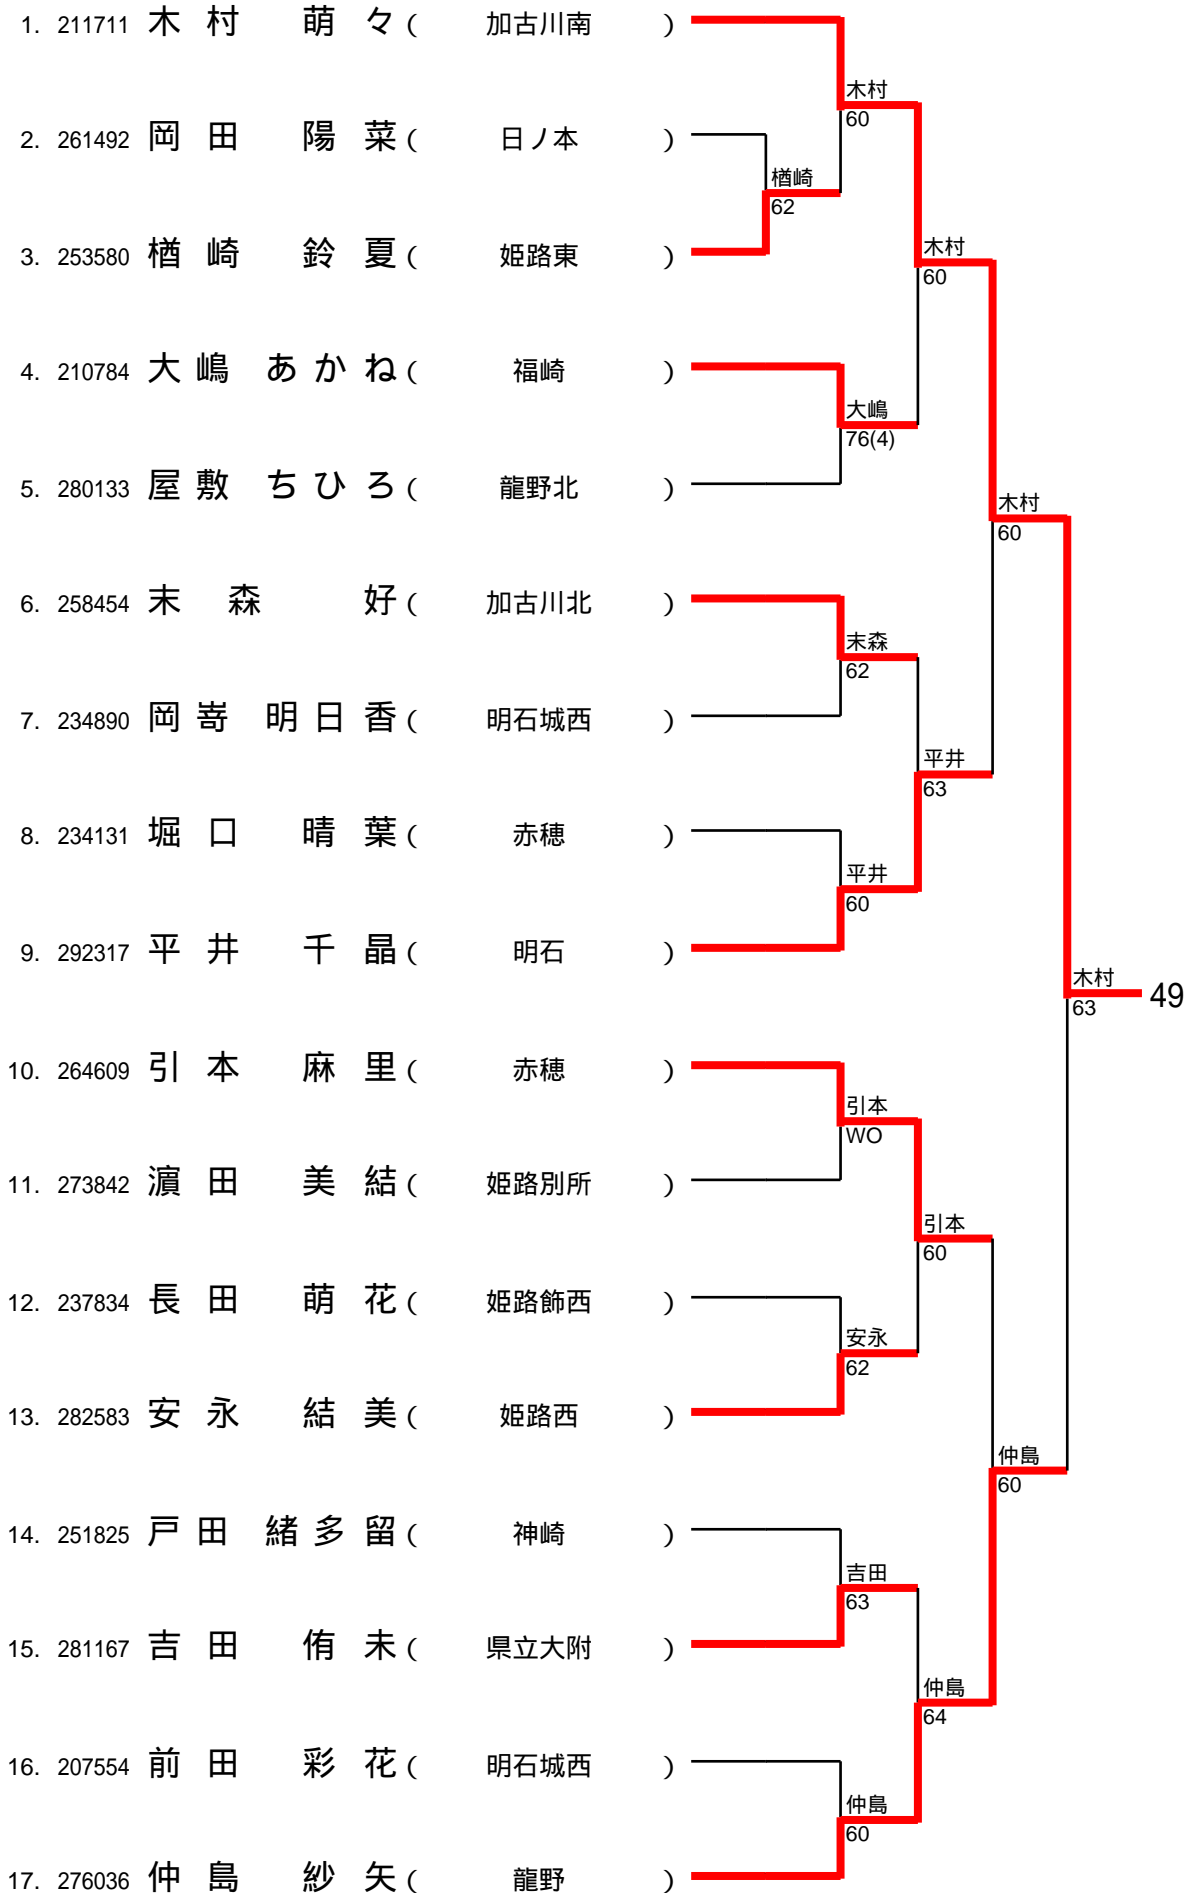 1. 211711 木村 萌々 ( 加古川南 )
木村
60
2. 261492 岡田 陽菜 ( 日ノ本 )
楢崎
62
3. 253580 楢崎 鈴夏 ( 姫路東 )
木村
60
4. 210784 大嶋 あかね ( 福崎 )
大嶋
76(4)
5. 280133 屋敷 ちひろ ( 龍野北 )
木村
60
6. 258454 末森 好 ( 加古川北 )
末森
62
7. 234890 岡嵜 明日香 ( 明石城西 )
平井
63
8. 234131 堀口 晴葉 ( 赤穂 )
平井
60
9. 292317 平井 千晶 ( 明石 )
木村
63
49
10. 264609 引本 麻里 ( 赤穂 )
引本
WO
11. 273842 濵田 美結 ( 姫路別所 )
引本
60
12. 237834 長田 萌花 ( 姫路飾西 )
安永
62
13. 282583 安永 結美 ( 姫路西 )
仲島
60
14. 251825 戸田 緒多留 ( 神崎 )
吉田
63
15. 281167 吉田 侑未 ( 県立大附 )
仲島
64
16. 207554 前田 彩花 ( 明石城西 )
仲島
60
17. 276036 仲島 紗矢 ( 龍野 )